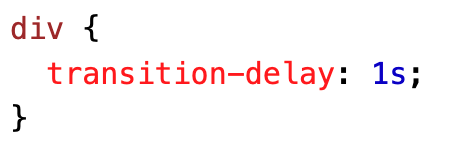 div {
  transition-delay: 1s;
}